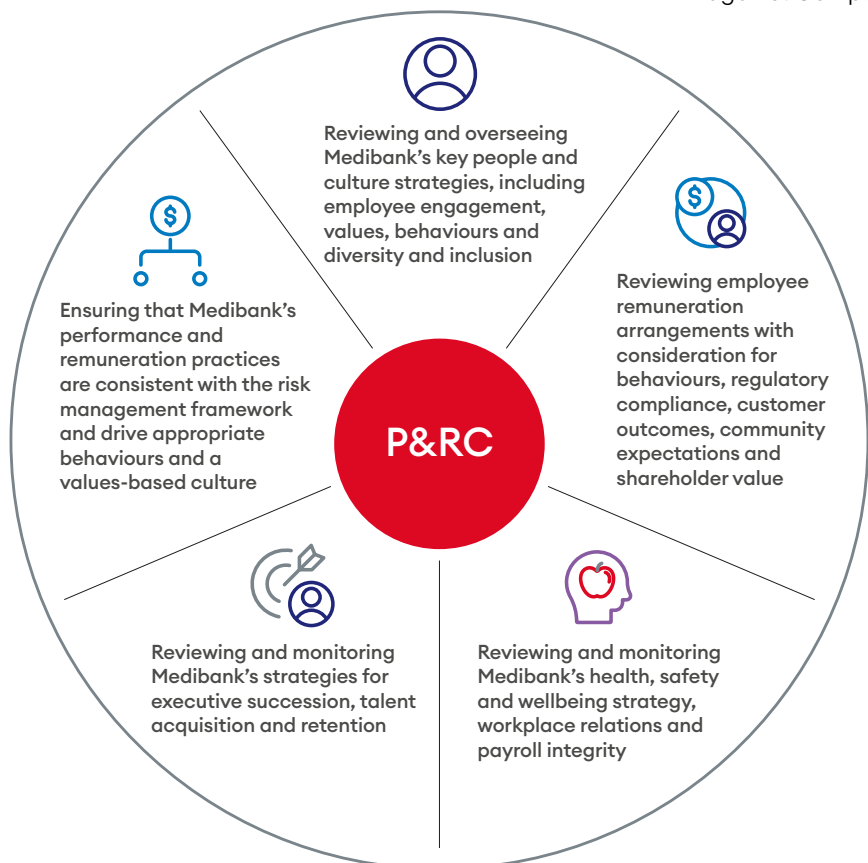 Reviewing and overseeing
Medibank's key people and
culture strategies, including
employee engagement,
values, behaviours and
diversity and inclusion
Reviewing employee
remuneration
arrangements with
consideration for
behaviours, regulatory
compliance, customer
outcomes, community
expectations and
shareholder value
Ensuring that Medibank's
performance and
remuneration practices
are consistent with the risk
management framework
and drive appropriate
behaviours and a
values-based culture
P&RC
Reviewing and monitoring
Medibank's health, safety
and wellbeing strategy,
workplace relations and
payroll integrity
Reviewing and monitoring
Medibank's strategies for
executive succession, talent
acquisition and retention